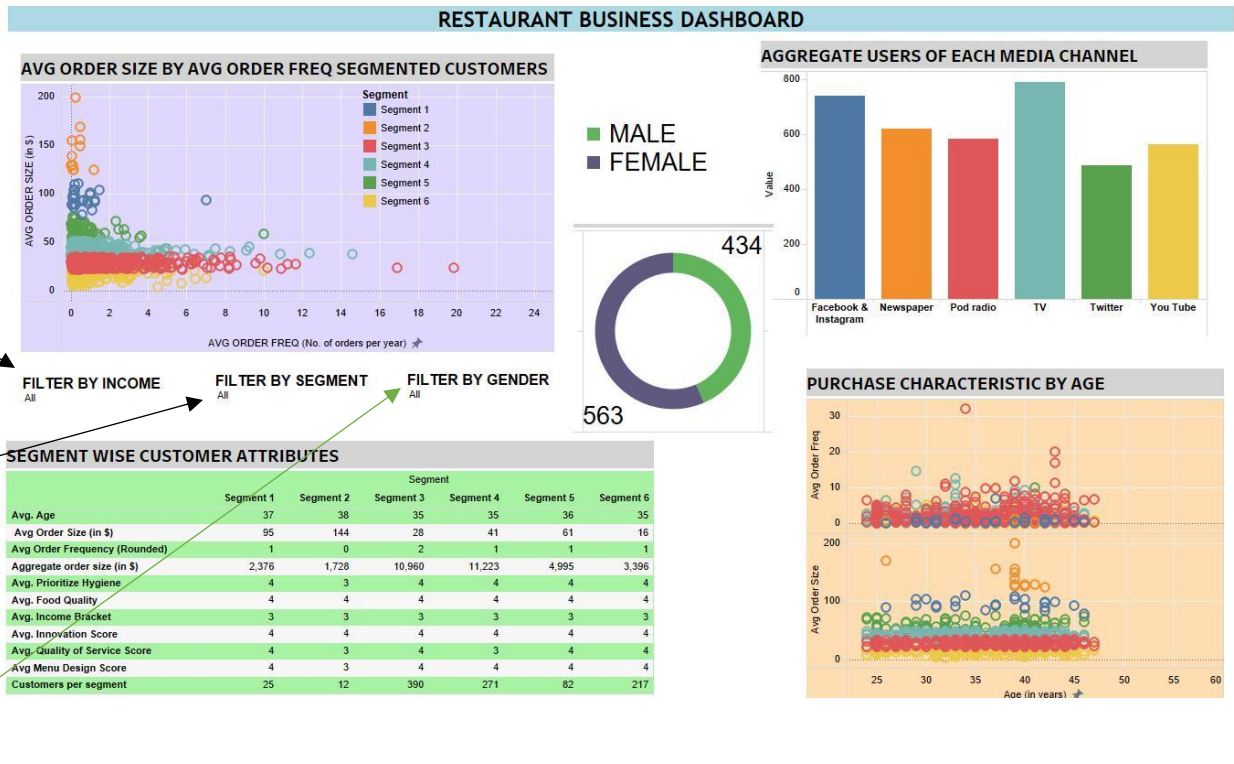 RESTAURANT BUSINESS DASHBOARD
AVG ORDER SIZE BY AVG ORDER FREQ SEGMENTED CUSTOMERS
AVG ORDER SIZE (in $)
200
150
100
50
0
Segment
Segment 1
Segment 2
Segment 3
Segment 4
Segment 5
Segment 6
0 2 4 6 8 10 12 14 16 18 20 22 24
AVG ORDER FREQ (No. of orders per year)
MALE
FEMALE
434
563
AGGREGATE USERS OF EACH MEDIA CHANNEL
Value
800
600
400
200
0
Facebook & Instagram Newspaper Pod radio TV Twitter You Tube
FILTER BY INCOME
All
FILTER BY SEGMENT
All
FILTER BY GENDER
All
SEGMENT WISE CUSTOMER ATTRIBUTES
Segment
Segment 1 Segment 2 Segment 3 Segment 4 Segment 5 Segment 6
Avg. Age 37 38 35 35 36 35
Avg Order Size (in $) 95 144 28 41 61 16
Avg Order Frequency (Rounded) 1 0 2 1 1 1
Aggregate order size (in $) 2,376 1,728 10,960 11,223 4,995 3,396
Avg. Prioritize Hygiene 4 3 4 4 4 4
Avg. Food Quality 4 3 4 4 4 4
Avg. Income Bracket 3 3 3 3 3 3
Avg. Innovation Score 4 4 4 4 4 4
Avg. Quality of Service Score 4 3 4 3 4 4
Avg Menu Design Score 4 3 4 4 4 4
Customers per segment 25 12 390 271 82 217
PURCHASE CHARACTERISTIC BY AGE
Avg Order Freq
30
20
10
0
Avg Order Size
200
100
0
25 30 35 40 45 50 55 60
Age (in years)